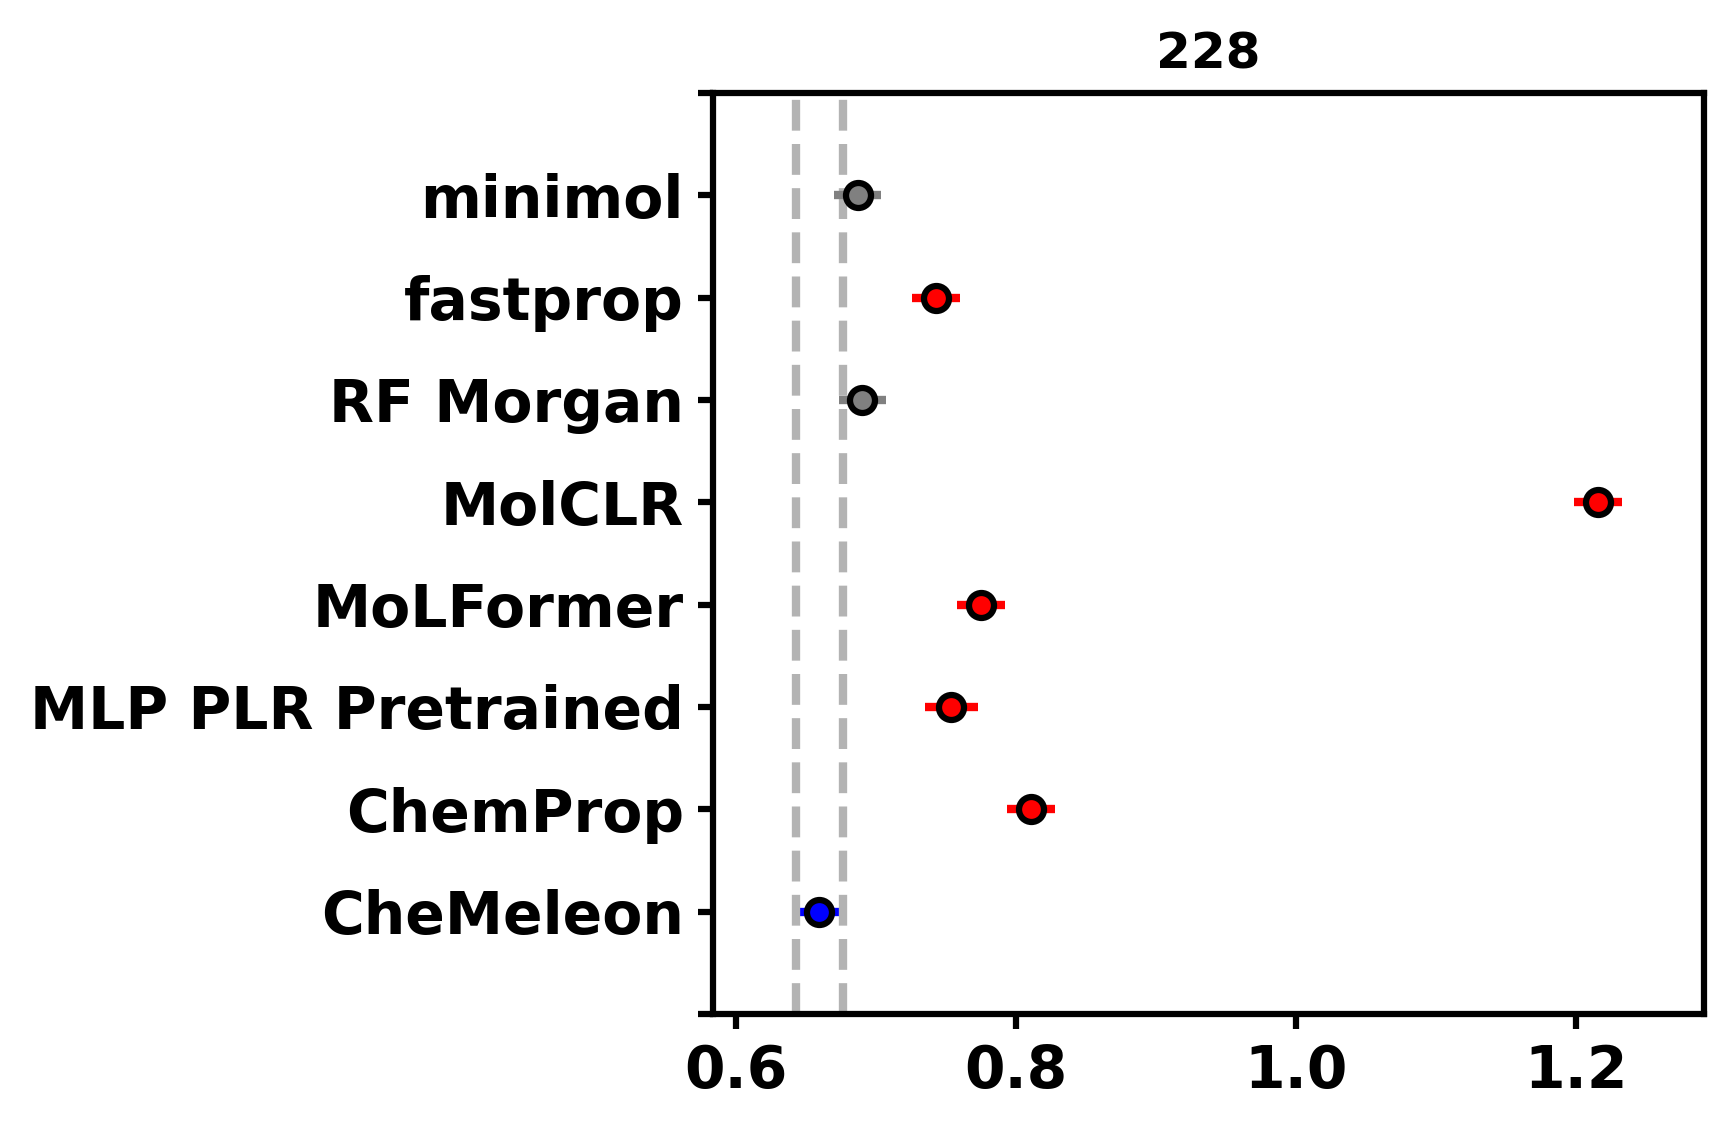 228
minimol
fastprop
RF Morgan
MolCLR
MoLFormer
MLP PLR Pretrained
ChemProp
CheMeleon
0.6 0.8 1.0 1.2